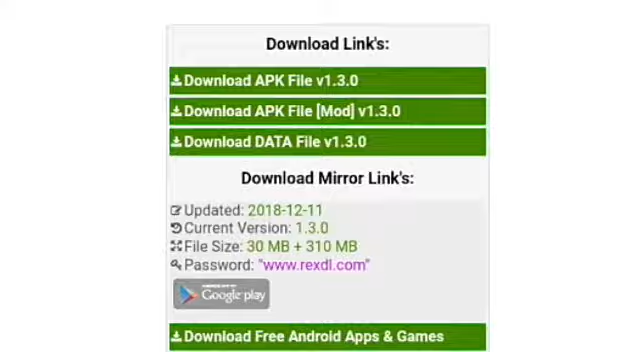 Download Link's:
Download APK File v1.3.0
Download APK File [Mod] v1.3.0
Download DATA File v1.3.0
Download Mirror Link's:
Updated: 2018-12-11
Current Version: 1.3.0
File Size: 30 MB + 310 MB
Password: "www.rexdl.com"
Google play
Download Free Android Apps & Games